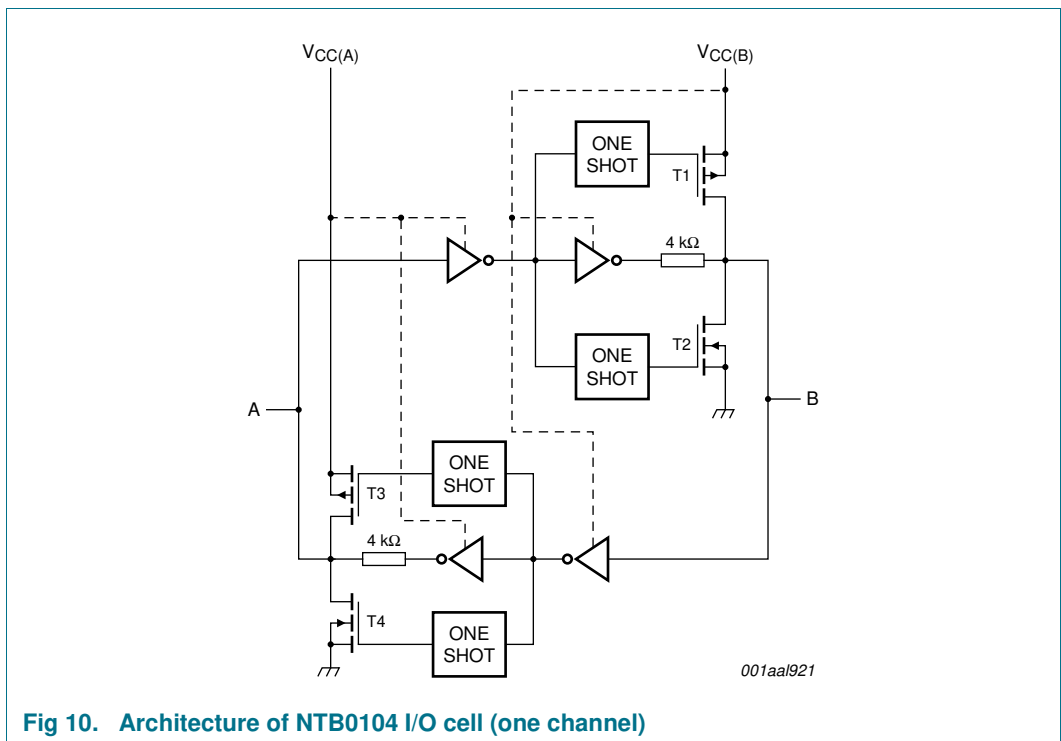 VCC(A)
VCC(B)
ONE
SHOT
T1
4 kΩ
ONE
SHOT
T2
A
B
ONE
SHOT
T3
4 kΩ
T4
ONE
SHOT
001aal921
Fig 10. Architecture of NTB0104 I/O cell (one channel)